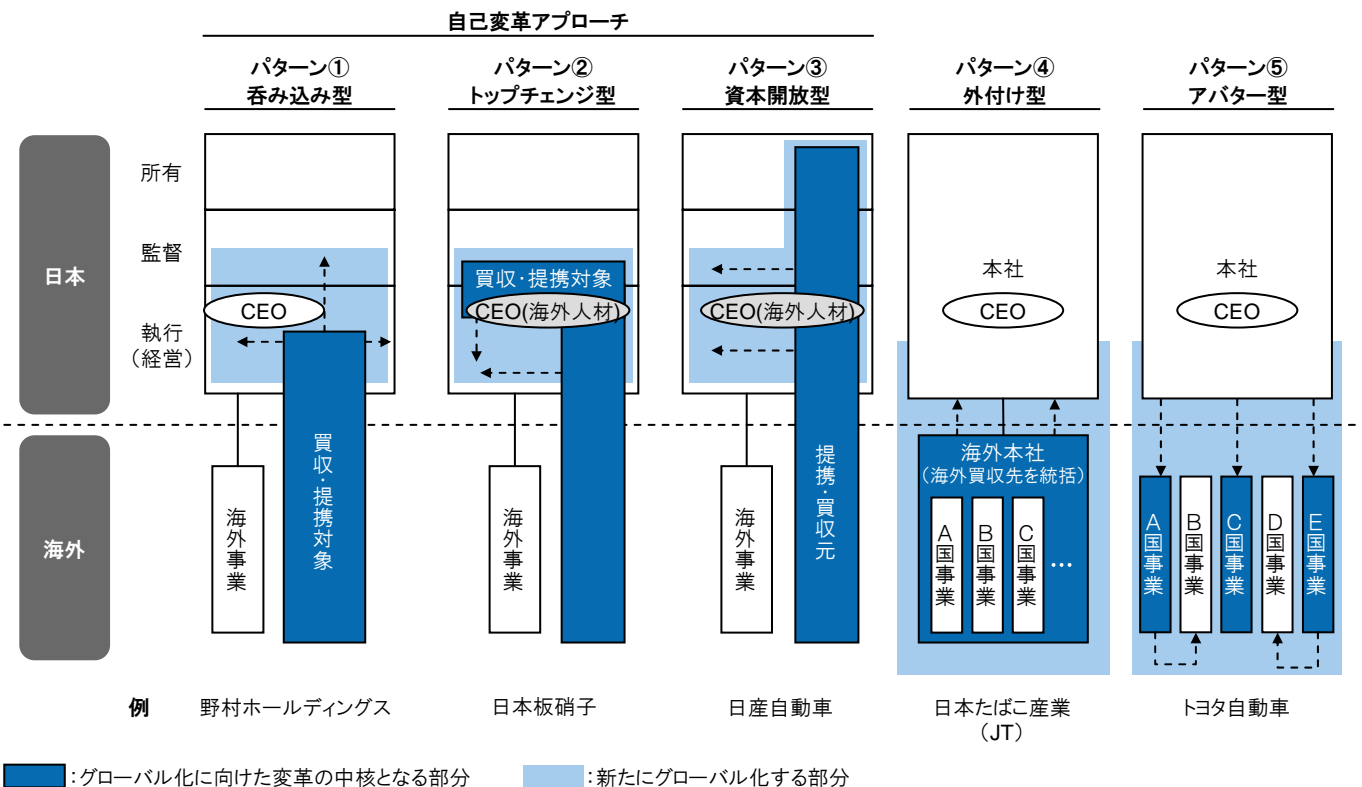 自己変革アプローチ
パターン①
呑み込み型
パターン②
トップチェンジ型
パターン③
資本開放型
パターン④
外付け型
パターン⑤
アバター型
日本
所有
監督
執行
（経営）
CEO
買収・提携対象
CEO(海外人材)
CEO(海外人材)
本社
CEO
本社
CEO
海外
海外事業
買収・提携対象
海外事業
海外事業
提携・買収元
海外本社
（海外買収先を統括）
A国事業
B国事業
C国事業
…
A国事業
B国事業
C国事業
D国事業
E国事業
例
野村ホールディングス
日本板硝子
日産自動車
日本たばこ産業
（JT）
トヨタ自動車
：グローバル化に向けた変革の中核となる部分
：新たにグローバル化する部分